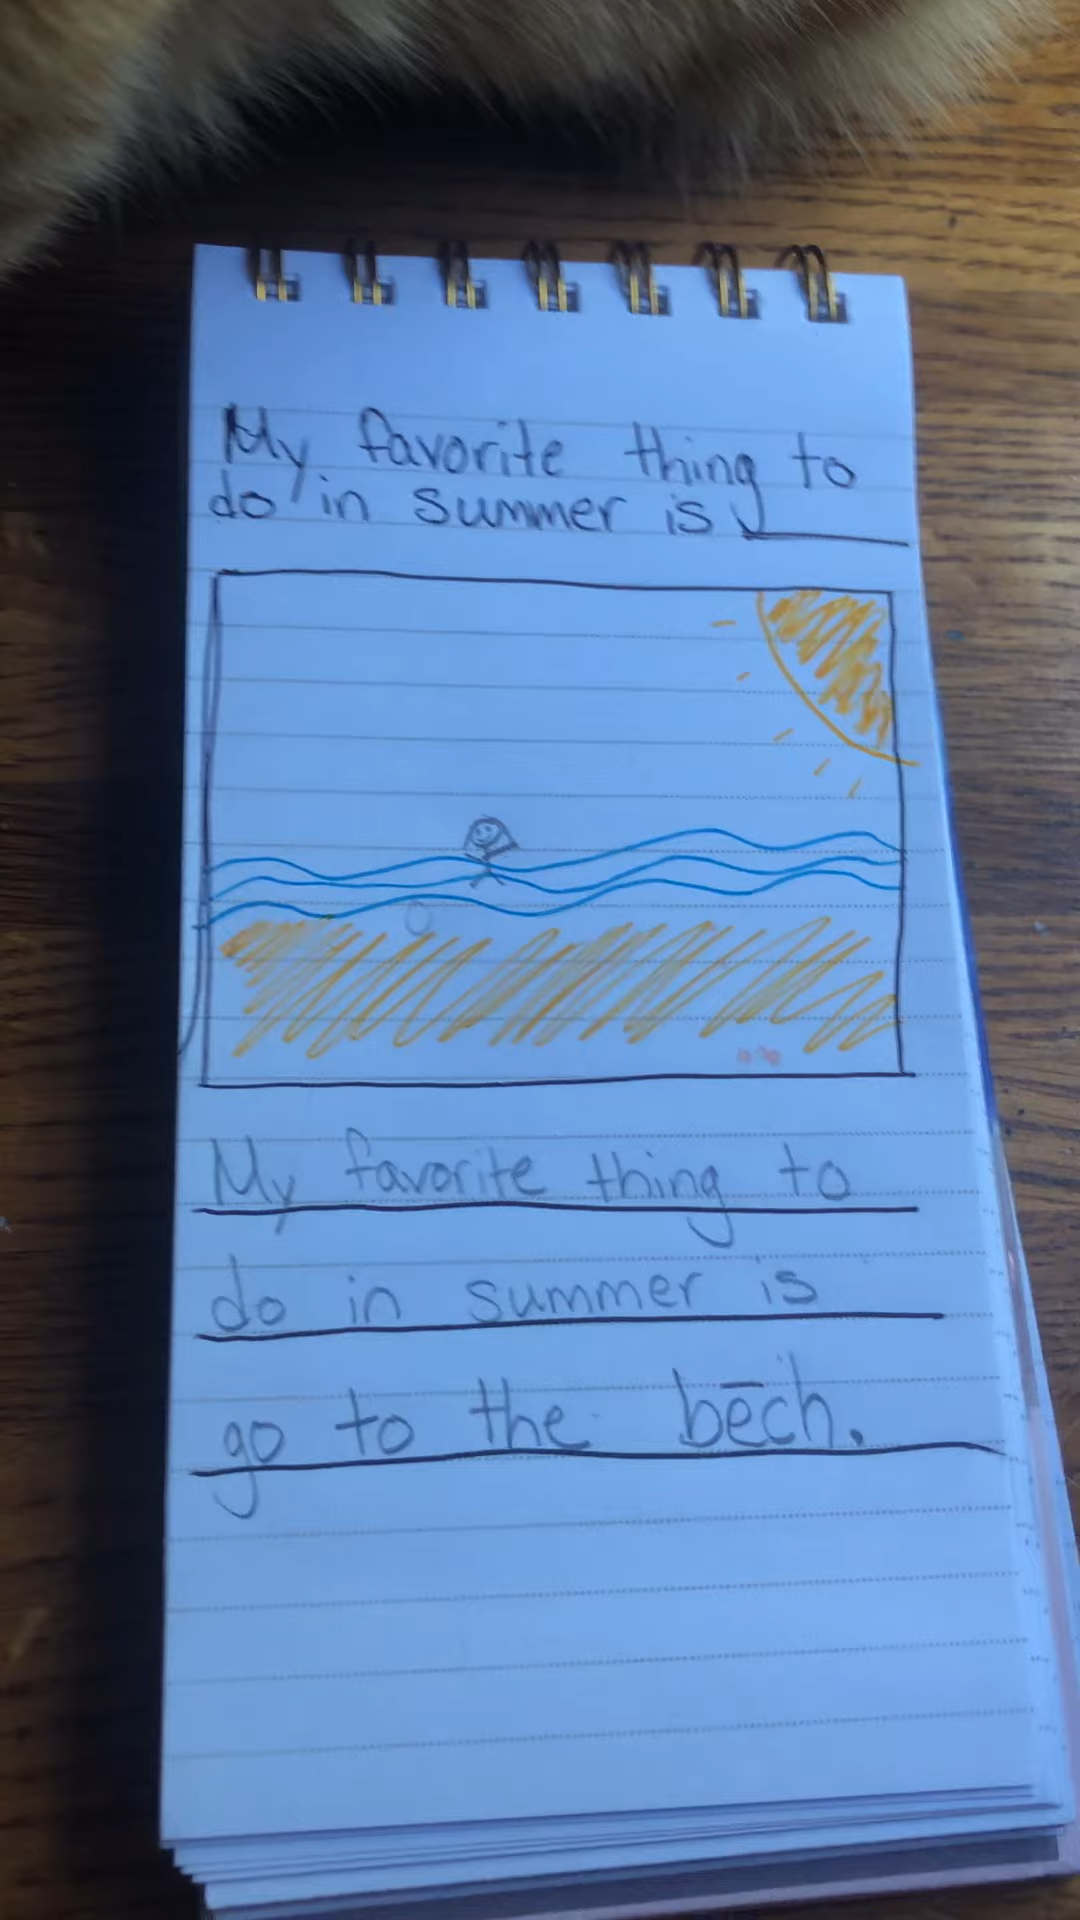 My favorite thing to
do in summer is ______
My favorite thing to
do in summer is
go to the bēch.